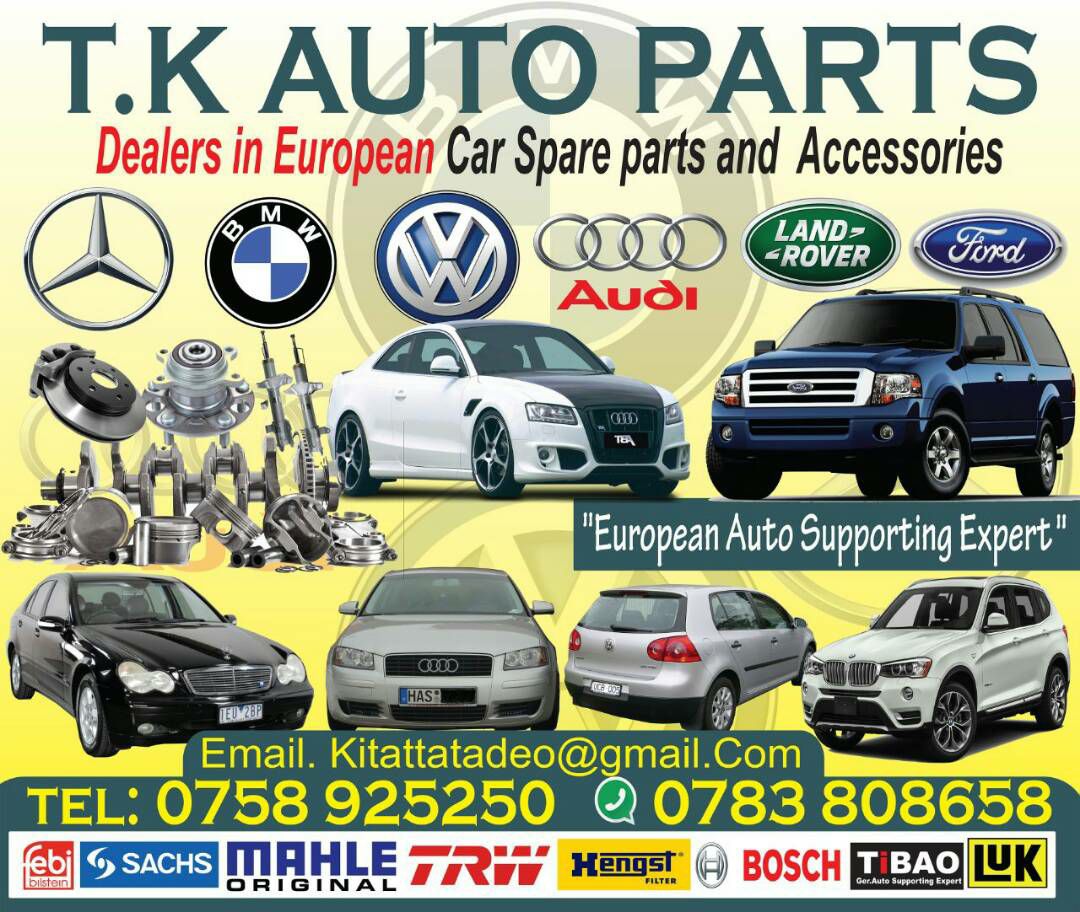 T.K AUTO PARTS
Dealers in European Car Spare parts and Accessories
BMW
Audi
LAND-
-ROVER
Ford
"European Auto Supporting Expert"
HAS
Email. Kitattatadeo@gmail.Com
TEL: 0758 925250 0783 808658
febi
bilstein
SACHS
MAHLE
ORIGINAL
TRW
Hengst
FILTER
BOSCH
TiBAO
Ger.Auto Supporting Expert
LUK